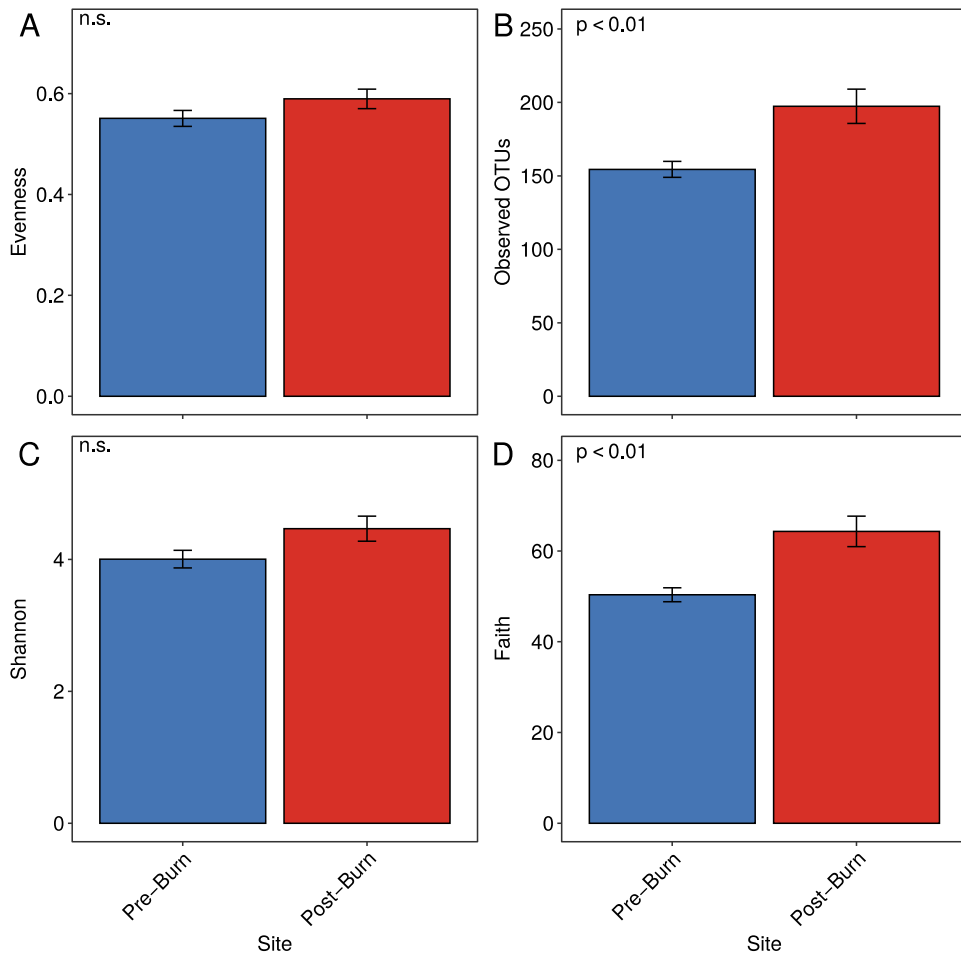 A
n.s.
Evenness
0.6
0.4
0.2
0.0
B
p < 0.01
Observed OTUs
250
200
150
100
50
0
C
n.s.
Shannon
4
2
0
Pre−Burn
Post−Burn
Site
D
p < 0.01
Faith
80
60
40
20
0
Pre−Burn
Post−Burn
Site